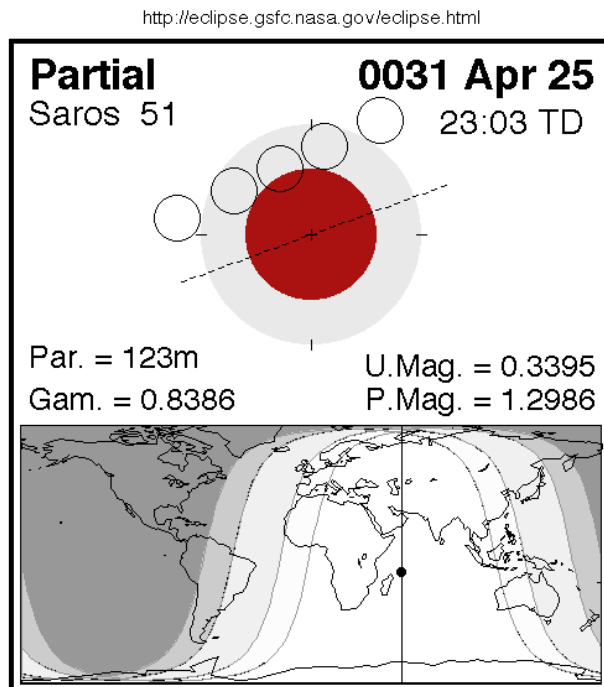 http://eclipse.gsfc.nasa.gov/eclipse.html
Partial 0031 Apr 25
Saros 51 23:03 TD
Par. = 123m U.Mag. = 0.3395
Gam. = 0.8386 P.Mag. = 1.2986